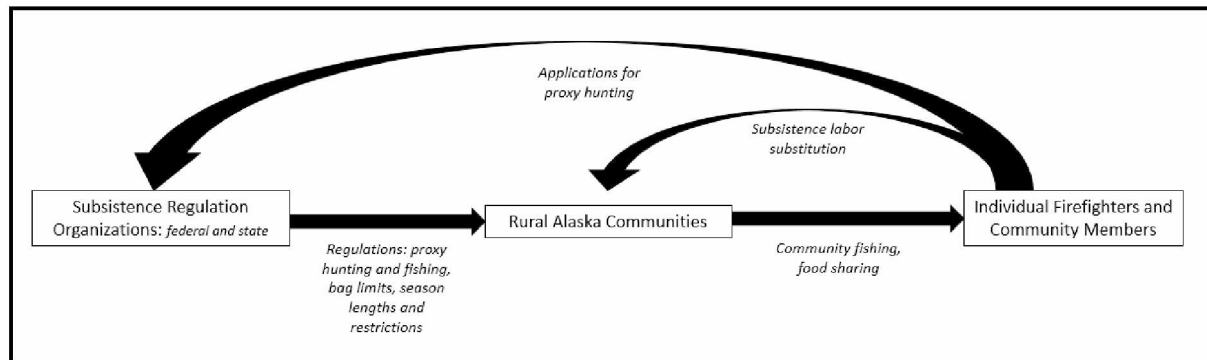 Applications for
proxy hunting
Subsistence labor
substitution
Subsistence Regulation
Organizations: federal and state
Rural Alaska Communities
Individual Firefighters and
Community Members
Regulations: proxy
hunting and fishing,
bag limits, season
lengths and
restrictions
Community fishing,
food sharing